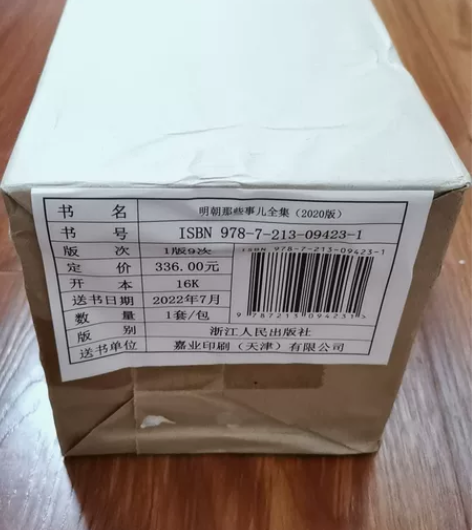 书 名 明朝那些事儿全集（2020版）
书 号 ISBN 978-7-213-09423-1
版 次 1版9次
ISBN 978-7-213-09423-1
定 价 336.00元
开 本 16K
送书日期 2022年7月
数 量 1套/包
9 787213 094231
版 别 浙江人民出版社
送书单位 嘉业印刷（天津）有限公司